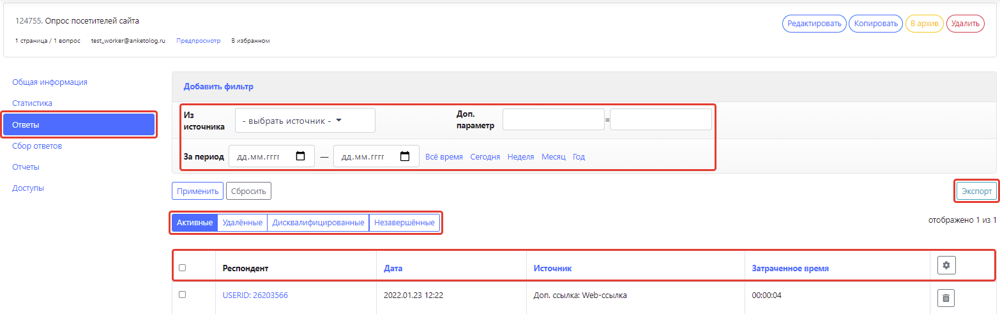 124755. Опрос посетителей сайта
Редактировать Копировать В архив Удалить
1 страница / 1 вопрос test_worker@anketolog.ru Предпросмотр В избранном
Общая информация
Статистика
Ответы
Сбор ответов
Отчеты
Доступы
Добавить фильтр
Из источника - выбрать источник - Доп. параметр =
За период дд.мм.гггг — дд.мм.гггг Всё время Сегодня Неделя Месяц Год
Применить Сбросить Экспорт
Активные Удалённые Дисквалифицированные Незавершённые отображено 1 из 1
Респондент Дата Источник Затраченное время
USERID: 26203566 2022.01.23 12:22 Доп. ссылка: Web-ссылка 00:00:04